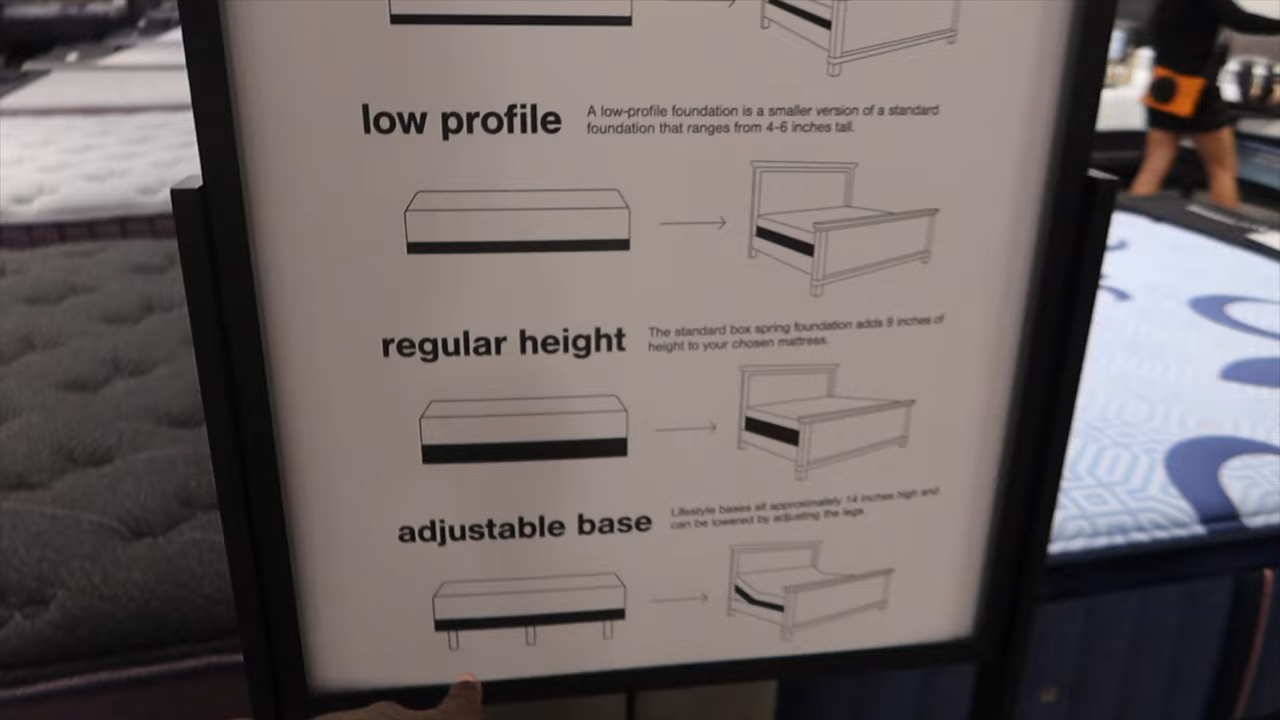 low profile
A low-profile foundation is a smaller version of a standard
foundation that ranges from 4-6 inches tall.
regular height
The standard box spring foundation adds 9 inches of
height to your chosen mattress.
adjustable base
Lifestyle bases sit approximately 14 inches high and
can be lowered by adjusting the legs.